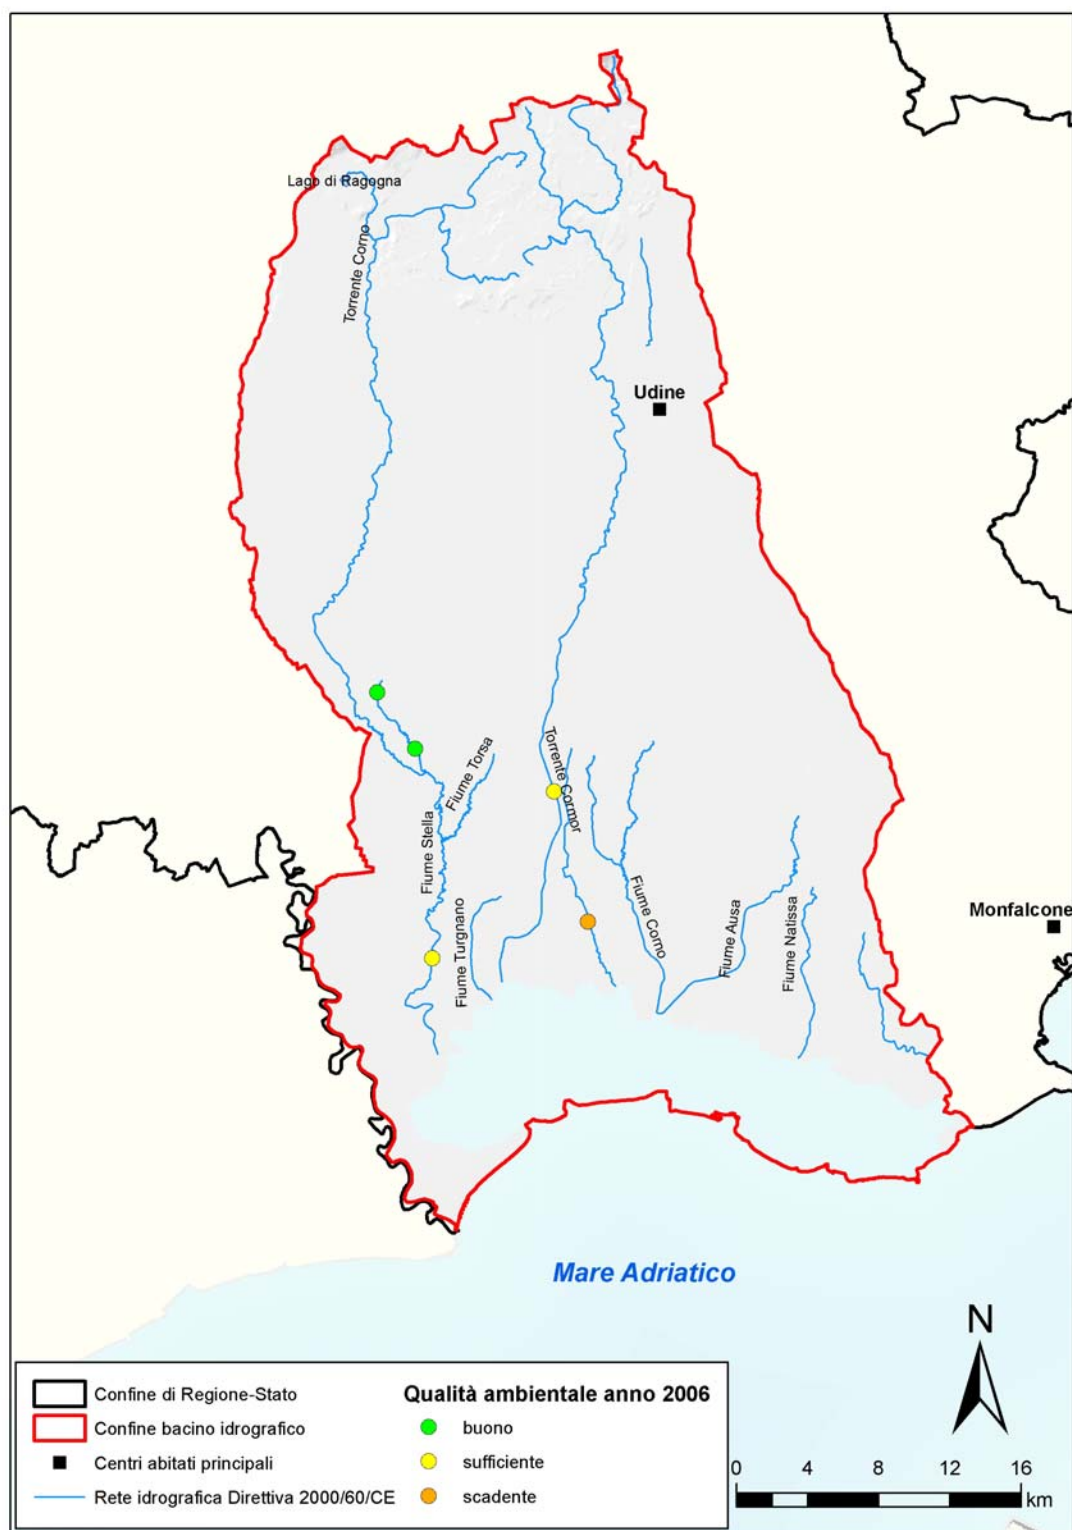 Lago di Ragogna
Torrente Corno
Udine
Torrente Cormor
Fiume Torsa
Fiume Stella
Fiume Turgnano
Fiume Corno
Fiume Ausa
Fiume Natissa
Monfalcone
Mare Adriatico
N
Confine di Regione-Stato
Confine bacino idrografico
Centri abitati principali
Rete idrografica Direttiva 2000/60/CE
Qualità ambientale anno 2006
buono
sufficiente
scadente
0 4 8 12 16
km